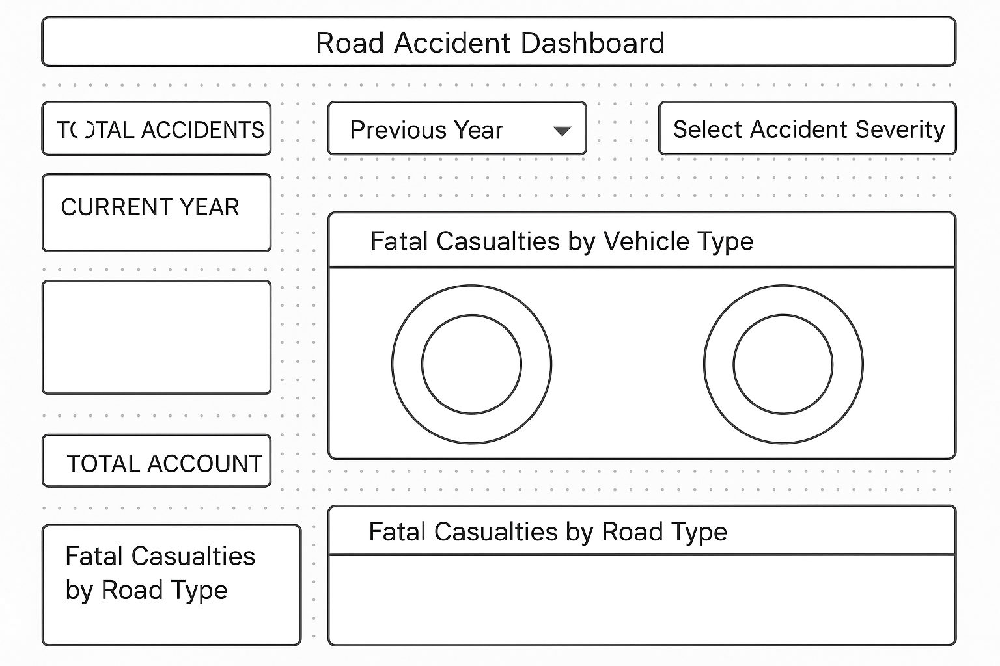 Road Accident Dashboard
TOTAL ACCIDENTS
Previous Year
Select Accident Severity
CURRENT YEAR
Fatal Casualties by Vehicle Type
TOTAL ACCOUNT
Fatal Casualties
by Road Type
Fatal Casualties by Road Type